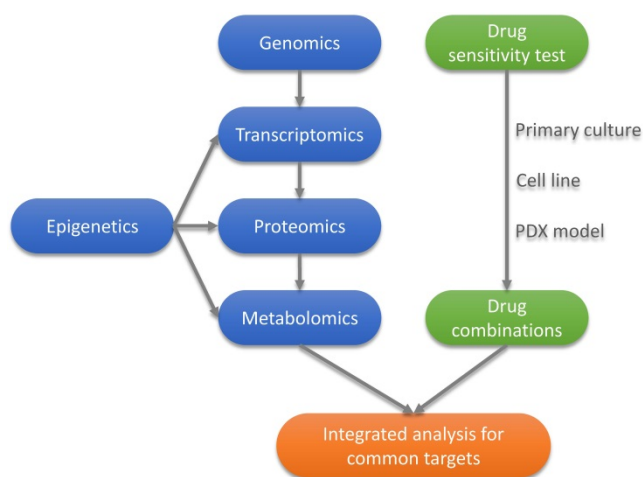 Genomics
Drug
sensitivity test
Transcriptomics
Primary culture
Cell line
Epigenetics
Proteomics
PDX model
Metabolomics
Drug
combinations
Integrated analysis for
common targets